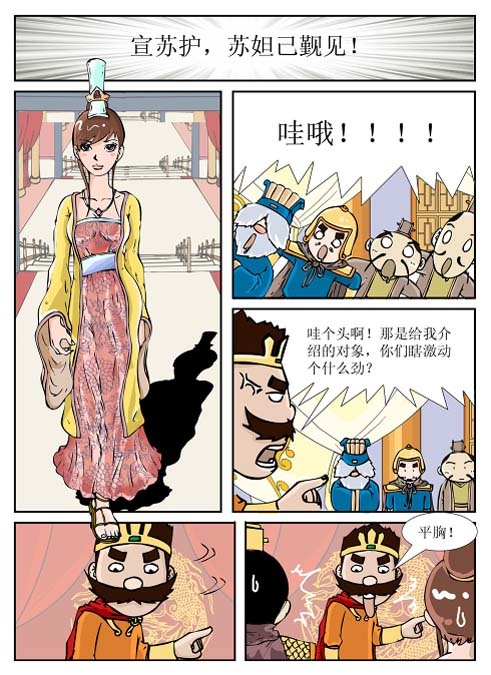 宣苏护，苏妲己觐见！
哇哦！！！！
哇个头啊！那是给我介
绍的对象，你们瞎激动
个什么劲？
平胸！